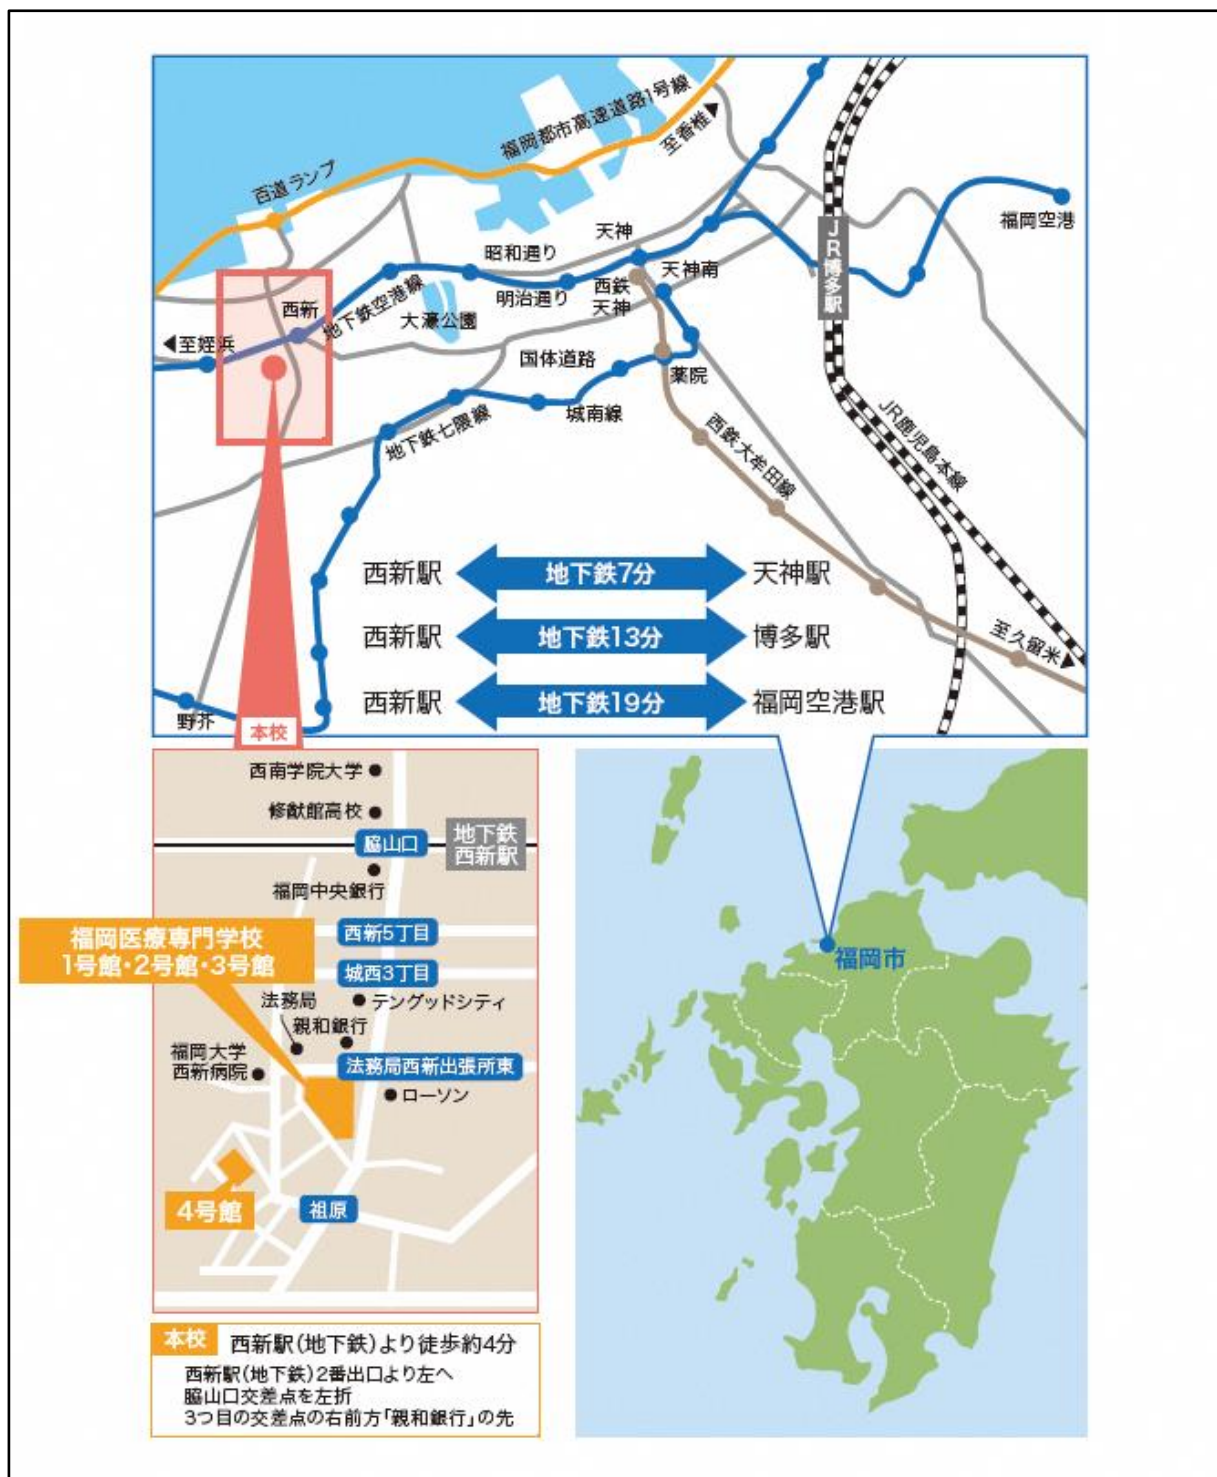 福岡都市高速道路1号線
至香椎▶
百道ランプ
福岡空港
天神
昭和通り
JR博多駅
天神南
西鉄
天神
明治通り
西新
地下鉄空港線
大濠公園
◀至姪浜
国体道路
薬院
城南線
地下鉄七隈線
西鉄大牟田線
JR鹿児島本線
西新駅 地下鉄7分 天神駅
西新駅 地下鉄13分 博多駅
至久留米▶
西新駅 地下鉄19分 福岡空港駅
野芥
本校
西南学院大学
修猷館高校
脇山口
地下鉄
西新駅
福岡中央銀行
福岡医療専門学校
1号館・2号館・3号館
西新5丁目
城西3丁目
法務局
テングッドシティ
親和銀行
福岡大学
西新病院
法務局西新出張所東
ローソン
4号館
祖原
福岡市
本校 西新駅(地下鉄)より徒歩約4分
西新駅(地下鉄)2番出口より左へ
脇山口交差点を左折
3つ目の交差点の右前方「親和銀行」の先